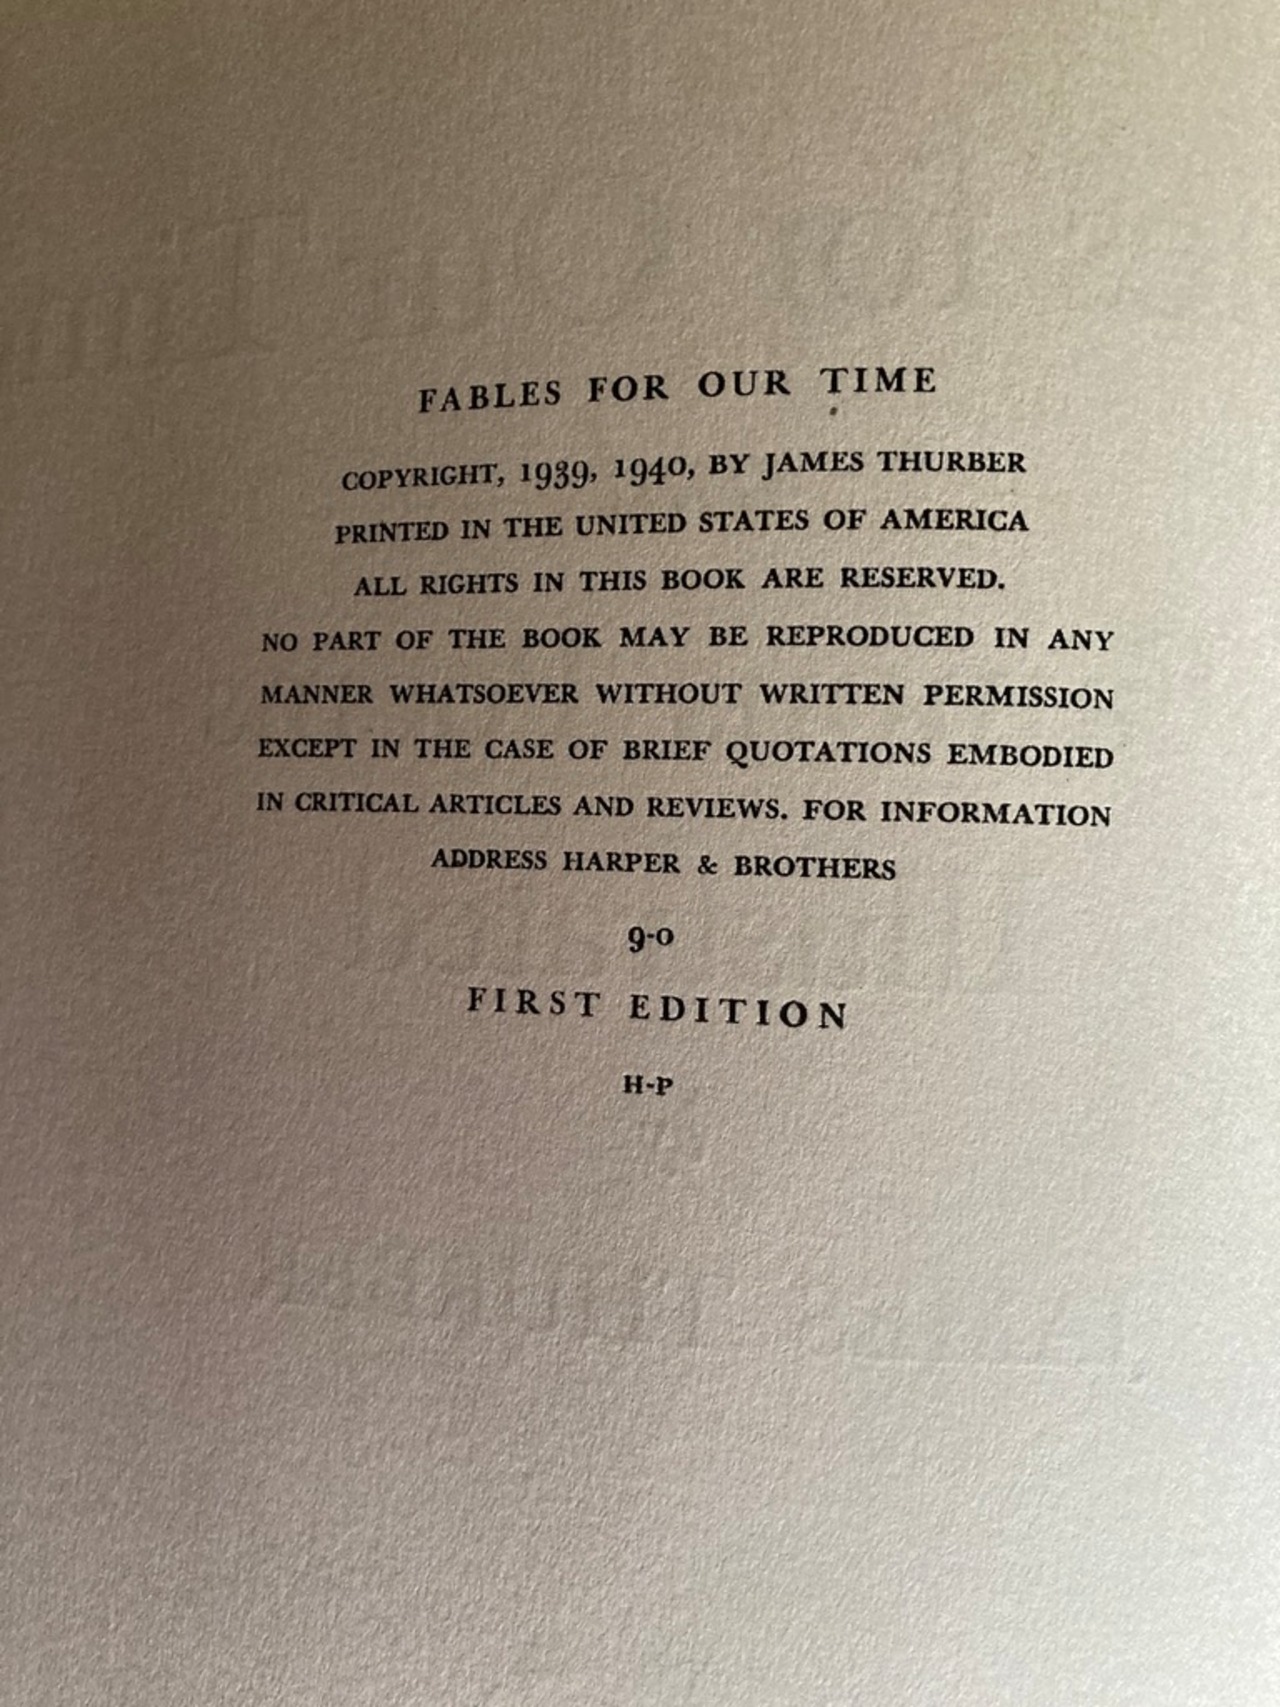 FABLES FOR OUR TIME
COPYRIGHT, 1939, 1940, BY JAMES THURBER
PRINTED IN THE UNITED STATES OF AMERICA
ALL RIGHTS IN THIS BOOK ARE RESERVED.
NO PART OF THE BOOK MAY BE REPRODUCED IN ANY
MANNER WHATSOEVER WITHOUT WRITTEN PERMISSION
EXCEPT IN THE CASE OF BRIEF QUOTATIONS EMBODIED
IN CRITICAL ARTICLES AND REVIEWS. FOR INFORMATION
ADDRESS HARPER & BROTHERS
9-0
FIRST EDITION
H-P